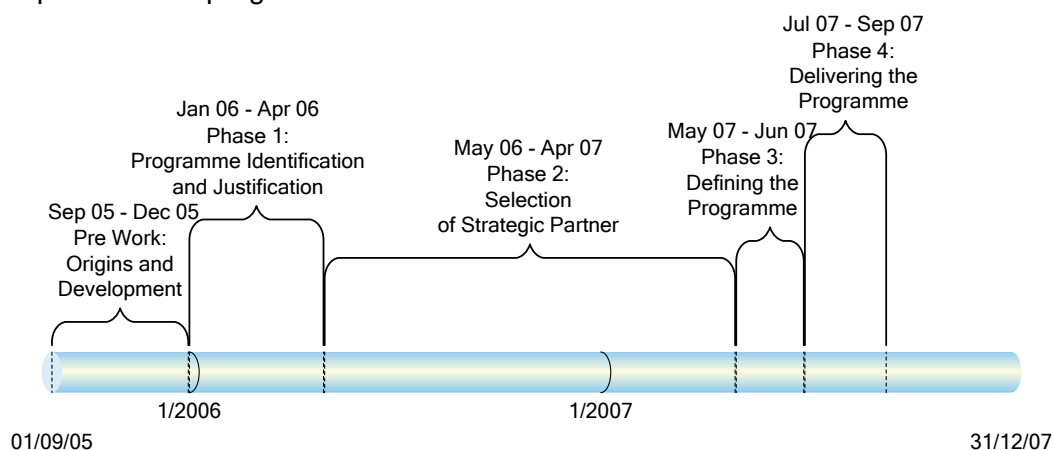 Sep 05 - Dec 05
Pre Work:
Origins and
Development
Jan 06 - Apr 06
Phase 1:
Programme Identification
and Justification
May 06 - Apr 07
Phase 2:
Selection
of Strategic Partner
May 07 - Jun 07
Phase 3:
Defining the
Programme
Jul 07 - Sep 07
Phase 4:
Delivering the
Programme
1/2006
1/2007
01/09/05
31/12/07